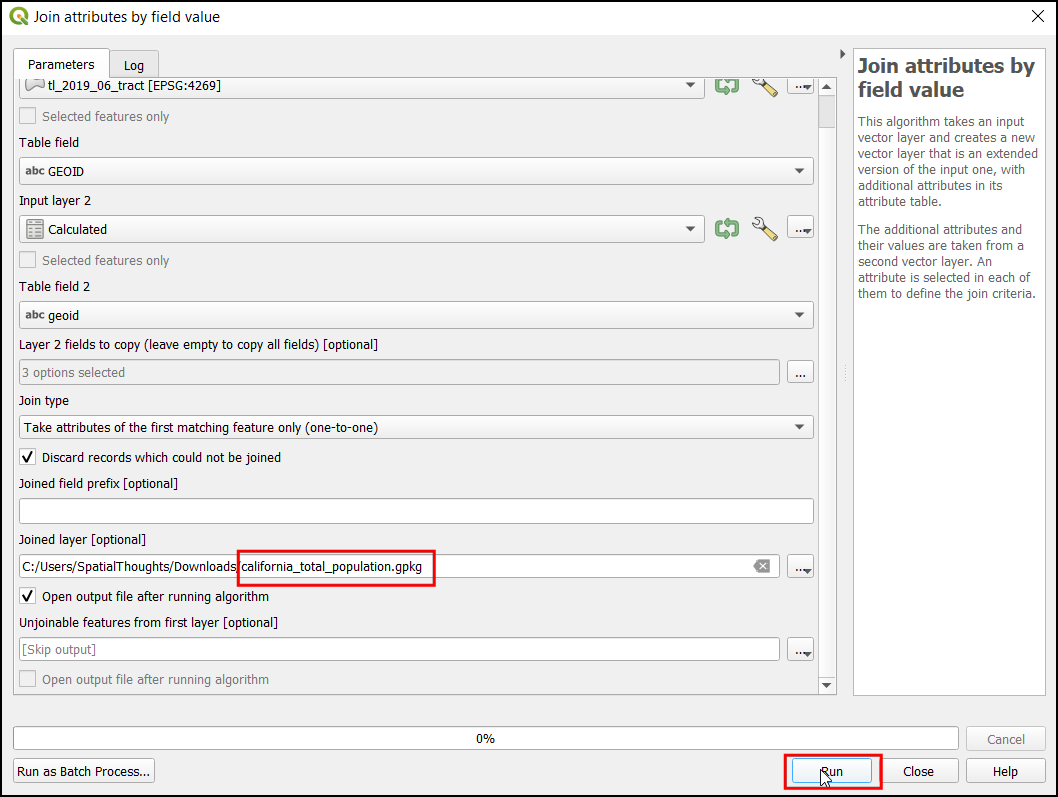 Join attributes by field value
Parameters
Log
tl_2019_06_tract [EPSG:4269]
...
Selected features only
Table field
abc GEOID
Input layer 2
Calculated
...
Selected features only
Table field 2
abc geoid
Layer 2 fields to copy (leave empty to copy all fields) [optional]
3 options selected
...
Join type
Take attributes of the first matching feature only (one-to-one)
Discard records which could not be joined
Joined field prefix [optional]
Joined layer [optional]
C:/Users/SpatialThoughts/Downloads/california_total_population.gpkg
...
Open output file after running algorithm
Unjoinable features from first layer [optional]
[Skip output]
...
Open output file after running algorithm
0%
Cancel
Run as Batch Process...
Run
Close
Help
Join attributes by
field value
This algorithm takes an input
vector layer and creates a new
vector layer that is an extended
version of the input one, with
additional attributes in its
attribute table.
The additional attributes and
their values are taken from a
second vector layer. An
attribute is selected in each of
them to define the join criteria.